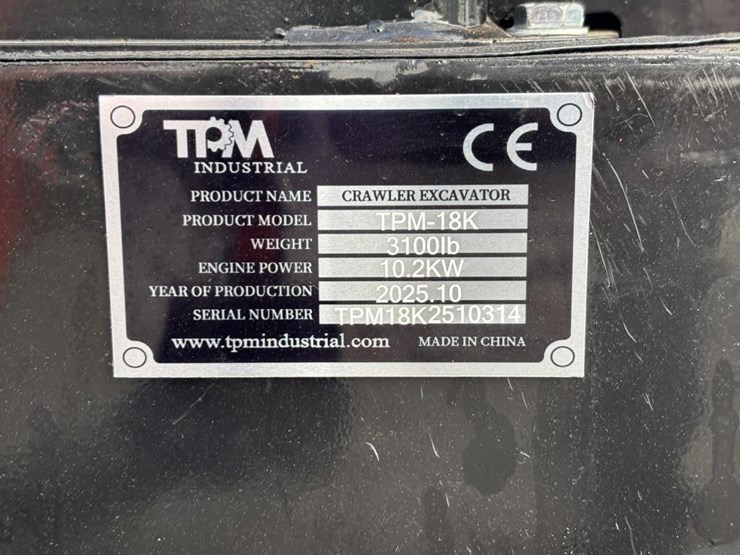 TPM
INDUSTRIAL
CE
PRODUCT NAME CRAWLER EXCAVATOR
PRODUCT MODEL TPM-18K
WEIGHT 3100lb
ENGINE POWER 10.2KW
YEAR OF PRODUCTION 2025.10
SERIAL NUMBER TPM18K2510314
www.tpmindustrial.com MADE IN CHINA